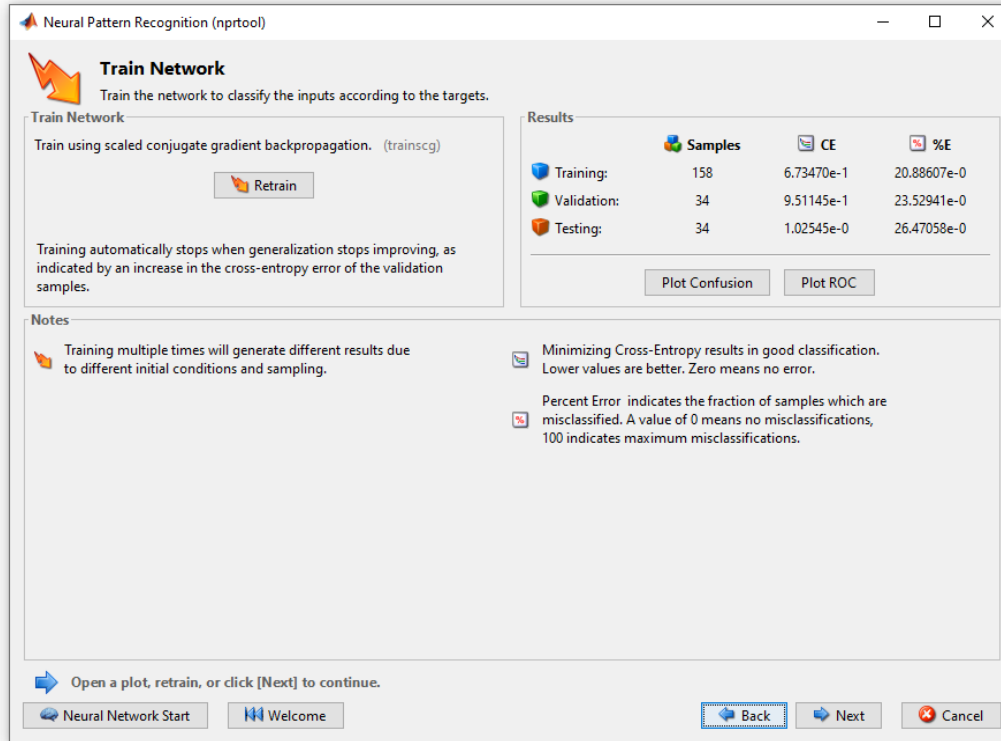 Neural Pattern Recognition (nprtool)
Train Network
Train the network to classify the inputs according to the targets.
Train Network
Train using scaled conjugate gradient backpropagation. (trainscg)
Retrain
Training automatically stops when generalization stops improving, as
indicated by an increase in the cross-entropy error of the validation
samples.
Results
Samples CE %E
Training: 158 6.73470e-1 20.88607e-0
Validation: 34 9.51145e-1 23.52941e-0
Testing: 34 1.02545e-0 26.47058e-0
Plot Confusion Plot ROC
Notes
Training multiple times will generate different results due
to different initial conditions and sampling.
Minimizing Cross-Entropy results in good classification.
Lower values are better. Zero means no error.
Percent Error indicates the fraction of samples which are
misclassified. A value of 0 means no misclassifications,
100 indicates maximum misclassifications.
Open a plot, retrain, or click [Next] to continue.
Neural Network Start Welcome Back Next Cancel